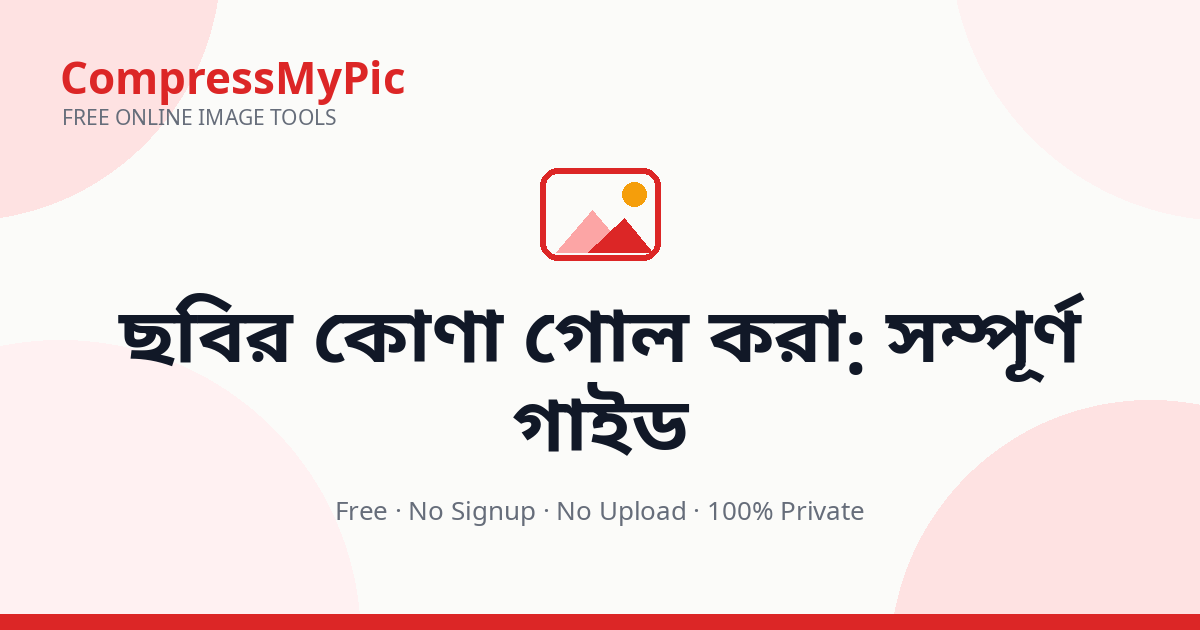 CompressMyPic
FREE ONLINE IMAGE TOOLS
ছবির কোণা গোল করা: সম্পূর্ণ
গাইড
Free · No Signup · No Upload · 100% Private